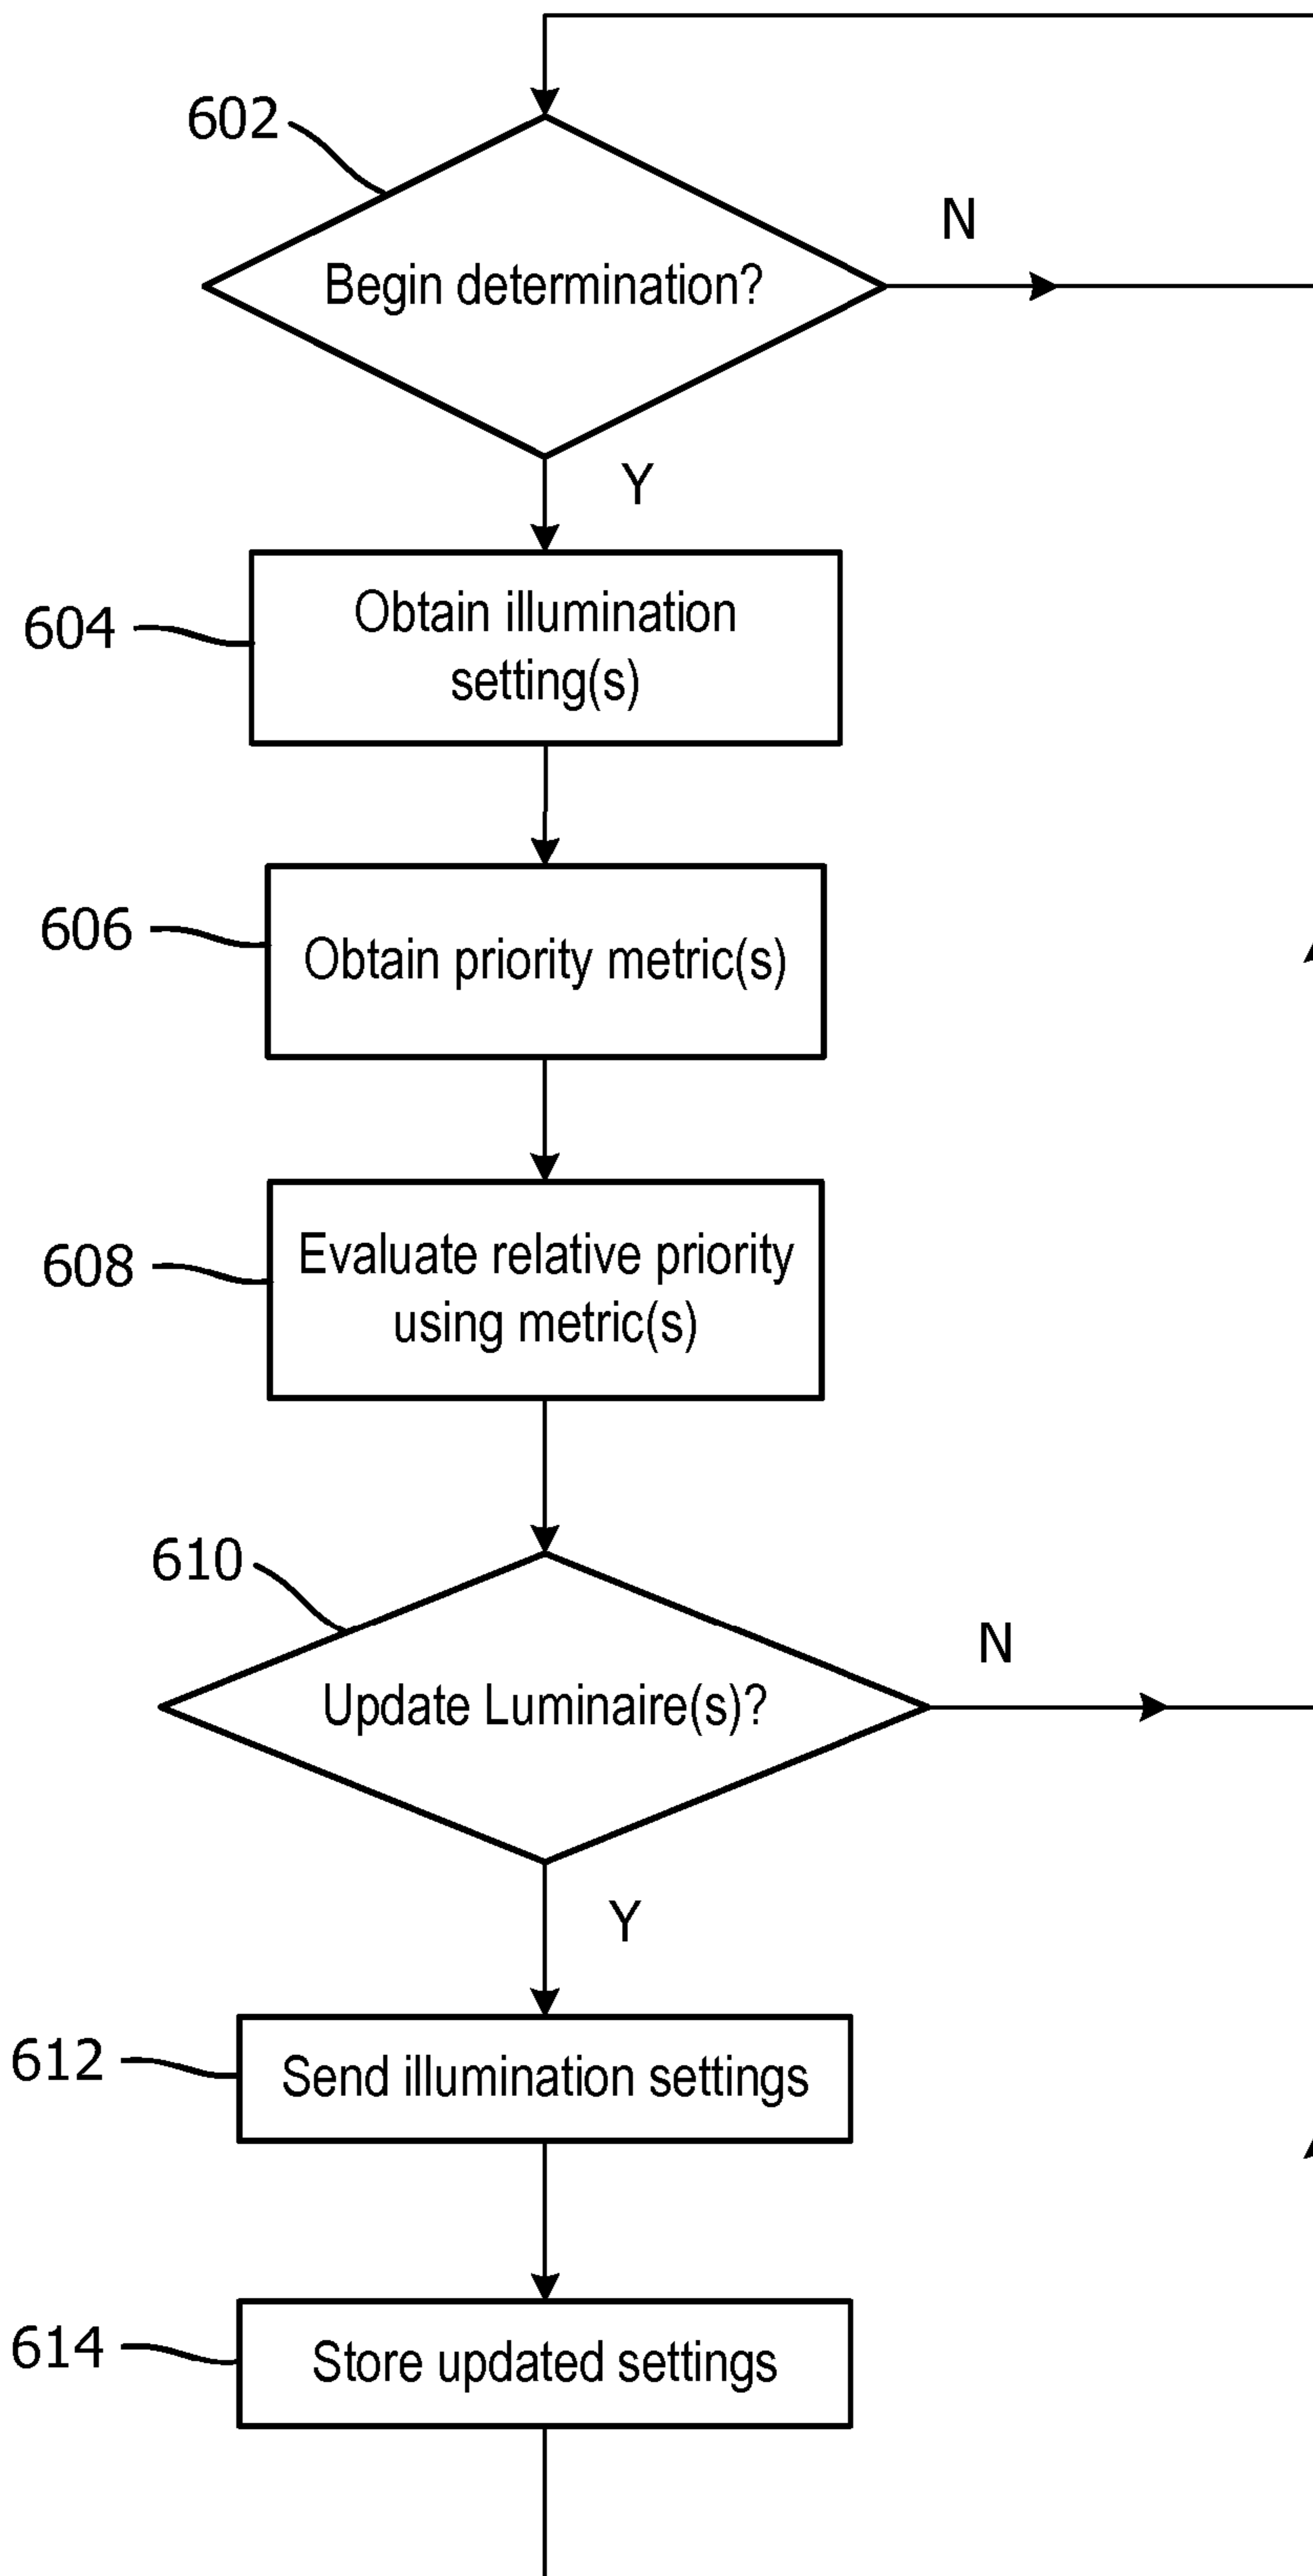 602
Begin determination?
N
Y
604
Obtain illumination
setting(s)
606
Obtain priority metric(s)
608
Evaluate relative priority
using metric(s)
610
Update Luminaire(s)?
N
Y
612
Send illumination settings
614
Store updated settings